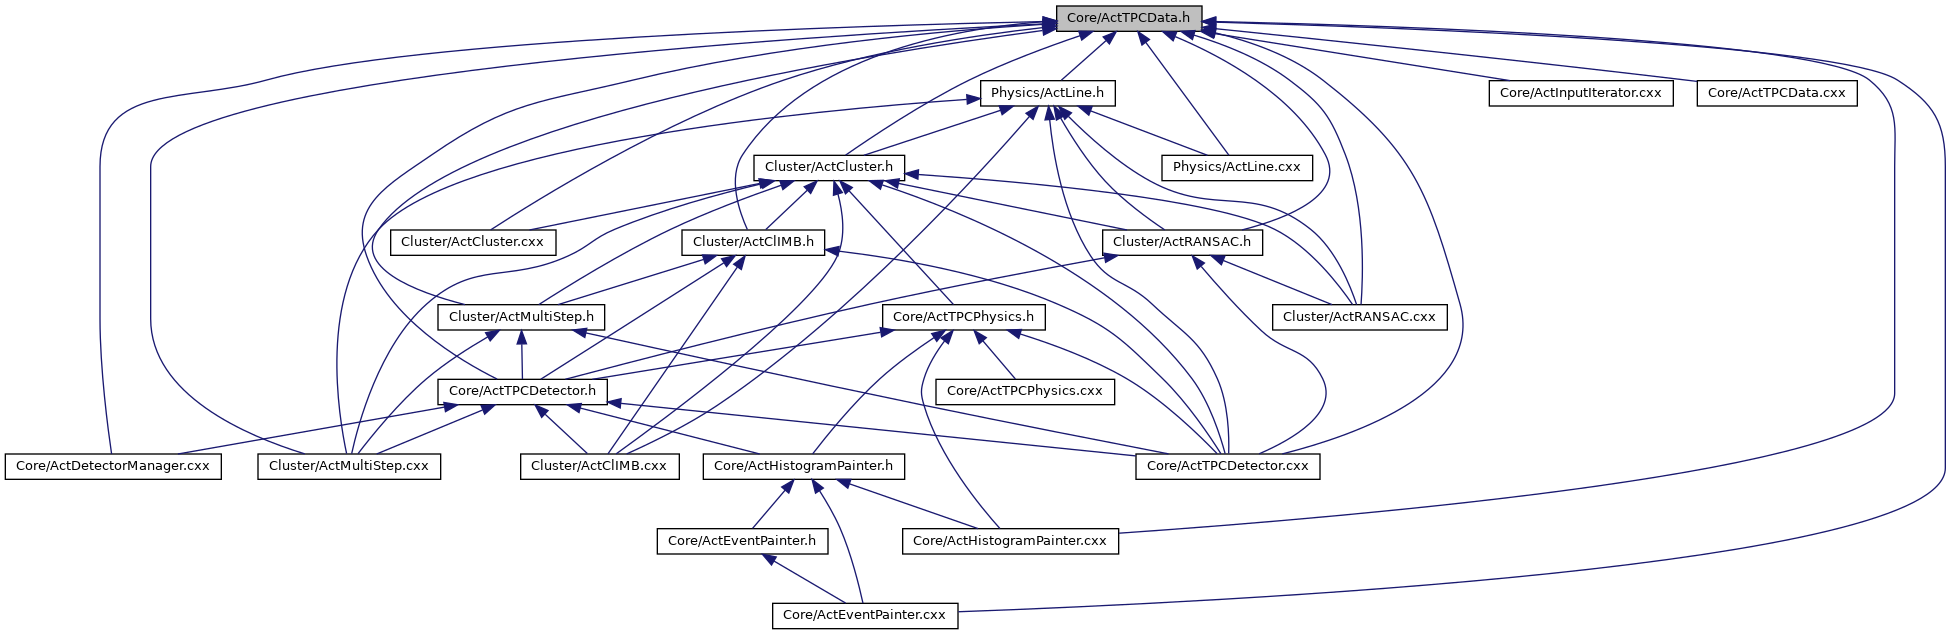 Core/ActTPCData.h
Physics/ActLine.h
Core/ActInputIterator.cxx
Core/ActTPCData.cxx
Cluster/ActCluster.h
Physics/ActLine.cxx
Cluster/ActCluster.cxx
Cluster/ActClIMB.h
Cluster/ActRANSAC.h
Cluster/ActMultiStep.h
Core/ActTPCPhysics.h
Cluster/ActRANSAC.cxx
Core/ActTPCDetector.h
Core/ActTPCPhysics.cxx
Core/ActDetectorManager.cxx
Cluster/ActMultiStep.cxx
Cluster/ActClIMB.cxx
Core/ActHistogramPainter.h
Core/ActTPCDetector.cxx
Core/ActEventPainter.h
Core/ActHistogramPainter.cxx
Core/ActEventPainter.cxx